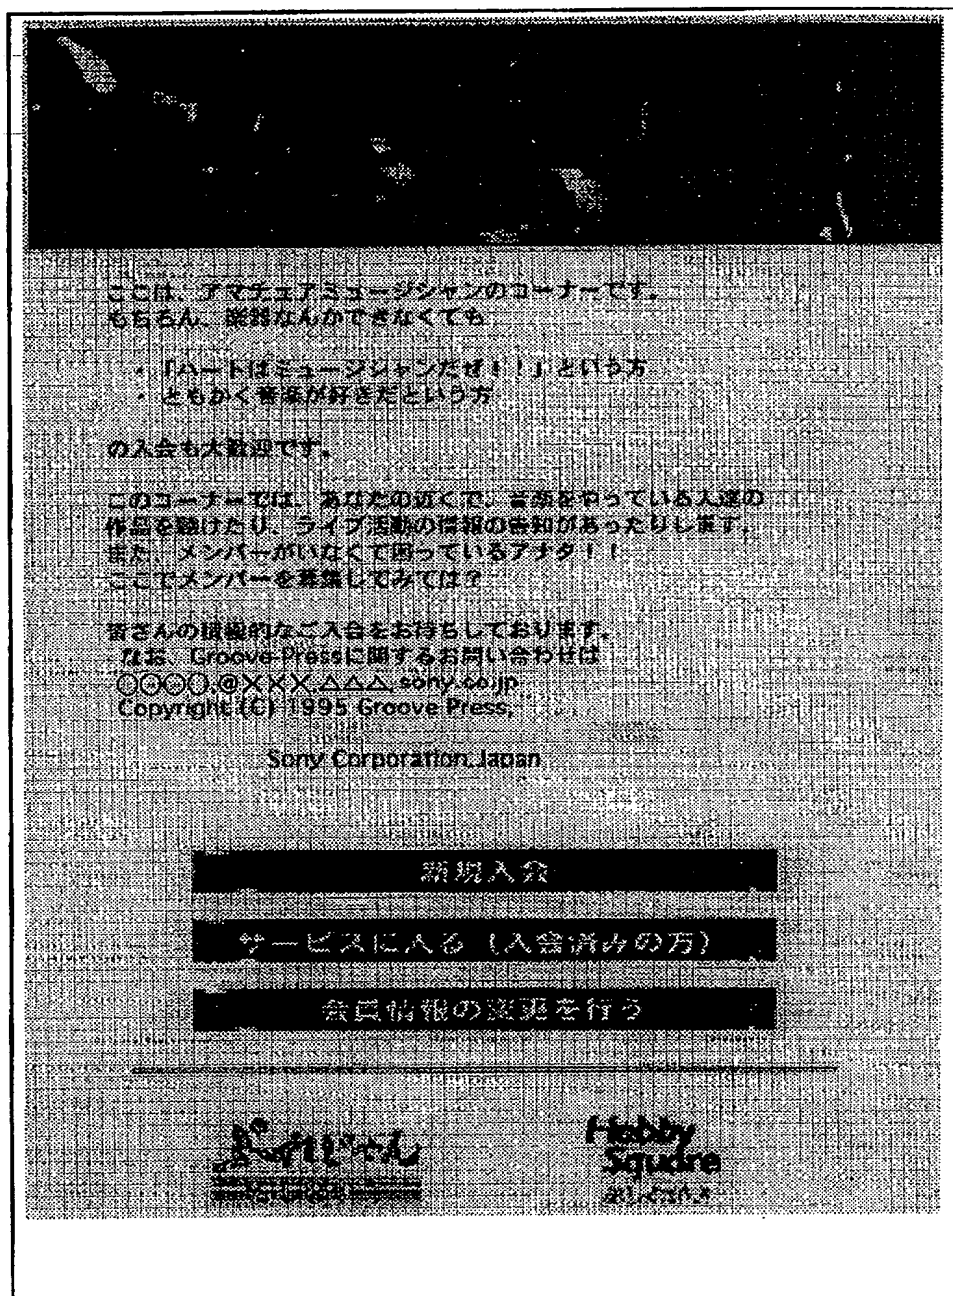 ここは、アマチュアミュージシャンのコーナーです。
もちろん、楽器なんかできなくても
・「ハートはミュージシャンだぜ！！」という方
・ともかく音楽が好きだという方
の入会も大歓迎です。
このコーナーでは、あなたの近くで、音楽をやっている人達の
作品を聴けたり、ライブ活動の情報の告知があったりします。
また、メンバーがいなくて困っているアナタ！！
ここでメンバーを募集してみては？
皆さんの積極的なご入会をお待ちしております。
なお、Groove Pressに関するお問い合わせは
○○○○.@×××.△△△.sony.co.jp
Copyright (C) 1995 Groove Press,
Sony Corporation,Japan
新規入会
サービスに入る（入会済みの方）
会員情報の変更を行う
Hobby
Square